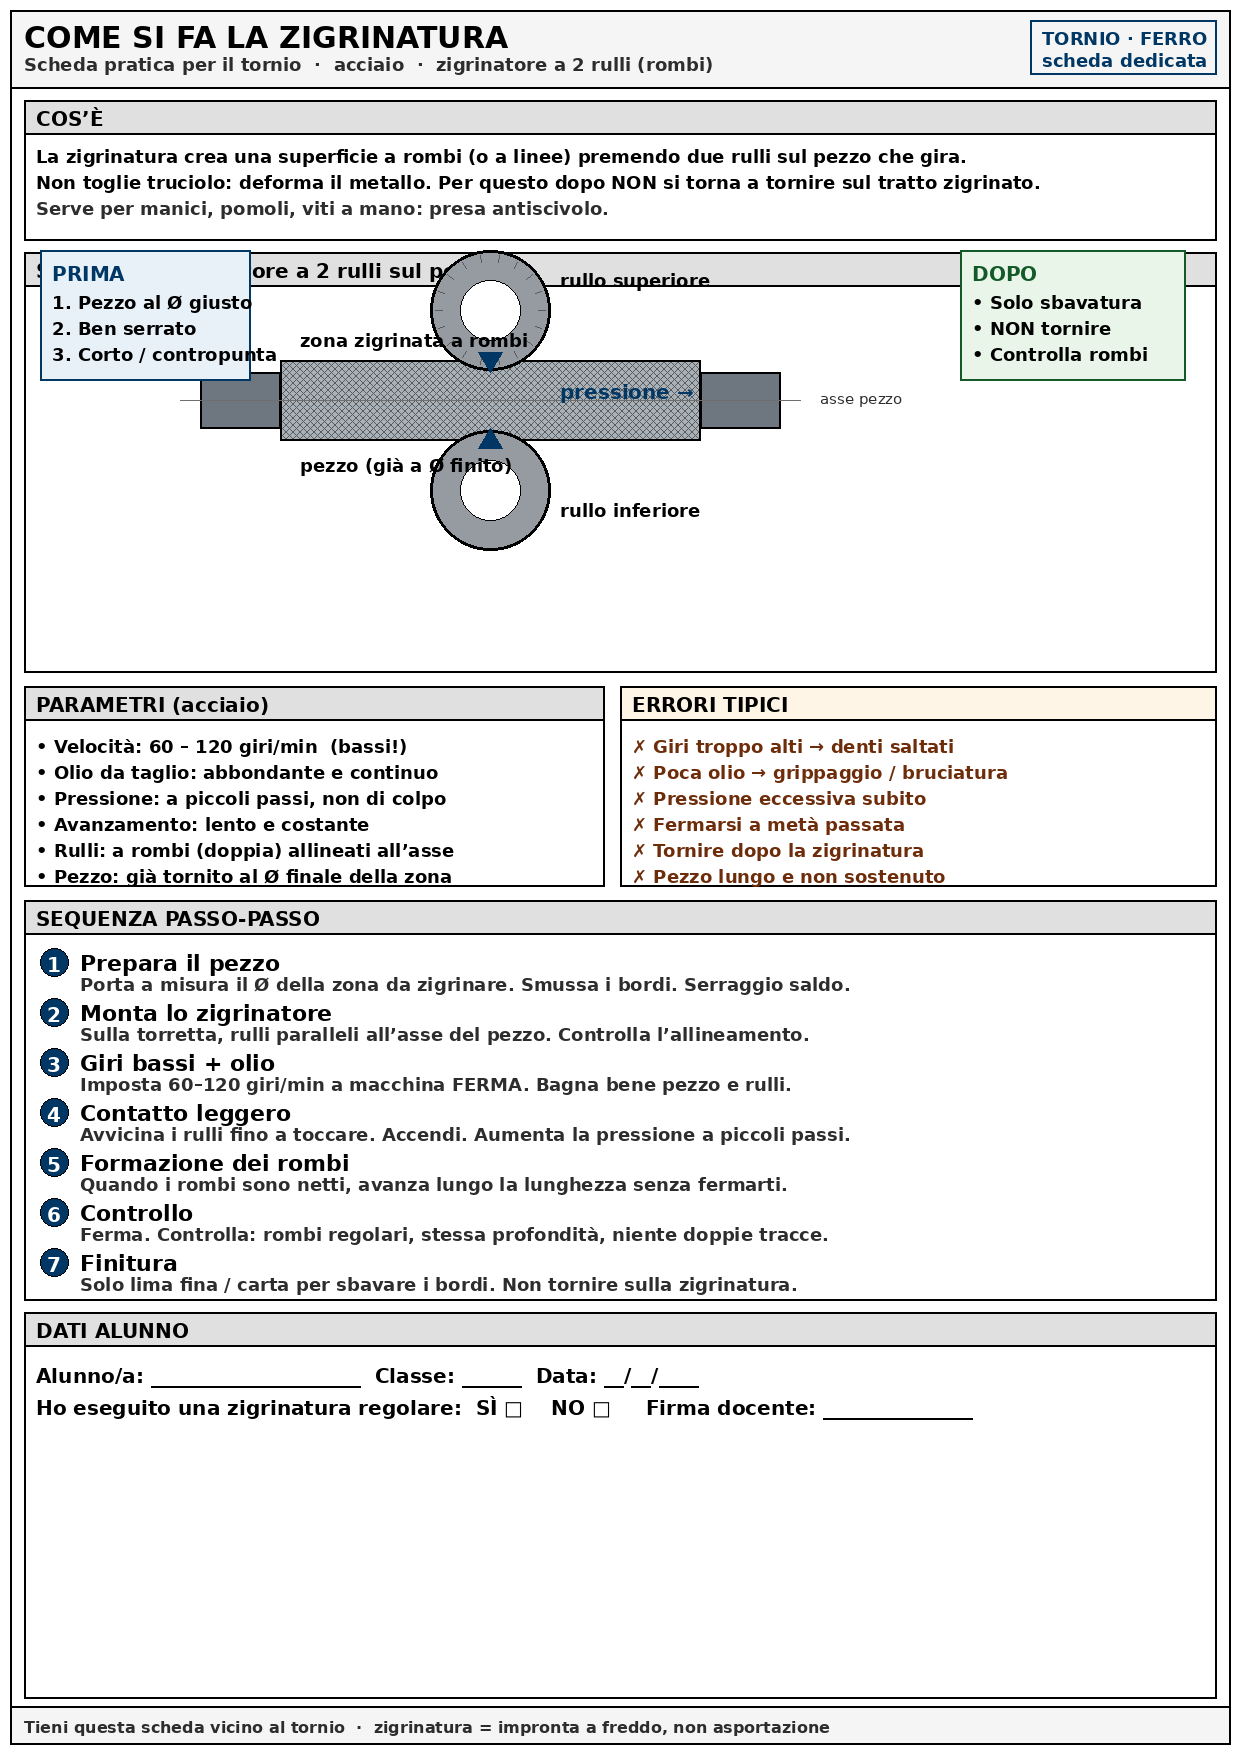 COME SI FA LA ZIGRINATURA
Scheda pratica per il tornio · acciaio · zigrinatore a 2 rulli (rombi)
TORNIO · FERRO
scheda dedicata
COS’È
La zigrinatura crea una superficie a rombi (o a linee) premendo due rulli sul pezzo che gira.
Non toglie truciolo: deforma il metallo. Per questo dopo NON si torna a tornire sul tratto zigrinato.
Serve per manici, pomoli, viti a mano: presa antiscivolo.
ore a 2 rulli sul
PRIMA
1. Pezzo al Ø giusto
2. Ben serrato
3. Corto / contropunta
rullo superiore
zona zigrinata a rombi
pressione →
asse pezzo
pezzo (già a Ø finito)
rullo inferiore
DOPO
• Solo sbavatura
• NON tornire
• Controlla rombi
PARAMETRI (acciaio)
• Velocità: 60 – 120 giri/min (bassi!)
• Olio da taglio: abbondante e continuo
• Pressione: a piccoli passi, non di colpo
• Avanzamento: lento e costante
• Rulli: a rombi (doppia) allineati all’asse
• Pezzo: già tornito al Ø finale della zona
ERRORI TIPICI
✗ Giri troppo alti → denti saltati
✗ Poca olio → grippaggio / bruciatura
✗ Pressione eccessiva subito
✗ Fermarsi a metà passata
✗ Tornire dopo la zigrinatura
✗ Pezzo lungo e non sostenuto
SEQUENZA PASSO-PASSO
1 Prepara il pezzo
Porta a misura il Ø della zona da zigrinare. Smussa i bordi. Serraggio saldo.
2 Monta lo zigrinatore
Sulla torretta, rulli paralleli all’asse del pezzo. Controlla l’allineamento.
3 Giri bassi + olio
Imposta 60–120 giri/min a macchina FERMA. Bagna bene pezzo e rulli.
4 Contatto leggero
Avvicina i rulli fino a toccare. Accendi. Aumenta la pressione a piccoli passi.
5 Formazione dei rombi
Quando i rombi sono netti, avanza lungo la lunghezza senza fermarti.
6 Controllo
Ferma. Controlla: rombi regolari, stessa profondità, niente doppie tracce.
7 Finitura
Solo lima fina / carta per sbavare i bordi. Non tornire sulla zigrinatura.
DATI ALUNNO
Alunno/a: _____________________ Classe: ______ Data: __/__/____
Ho eseguito una zigrinatura regolare: SÌ □ NO □ Firma docente: _______________
Tieni questa scheda vicino al tornio · zigrinatura = impronta a freddo, non asportazione